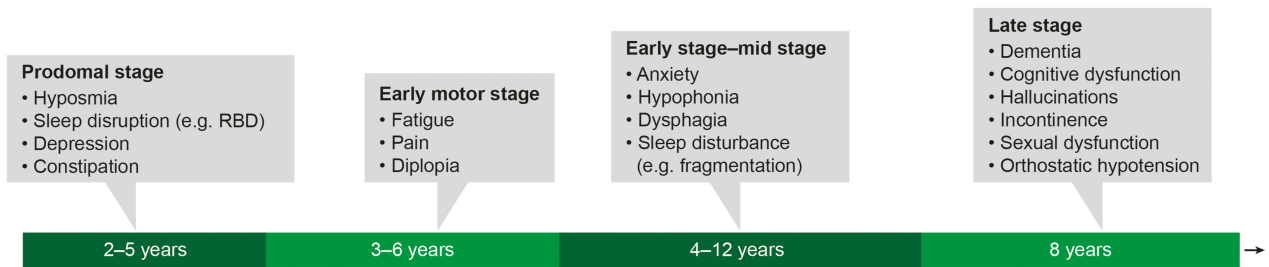 Prodomal stage
• Hyposmia
• Sleep disruption (e.g. RBD)
• Depression
• Constipation
Early motor stage
• Fatigue
• Pain
• Diplopia
Early stage–mid stage
• Anxiety
• Hypophonia
• Dysphagia
• Sleep disturbance
(e.g. fragmentation)
Late stage
• Dementia
• Cognitive dysfunction
• Hallucinations
• Incontinence
• Sexual dysfunction
• Orthostatic hypotension
2–5 years
3–6 years
4–12 years
8 years